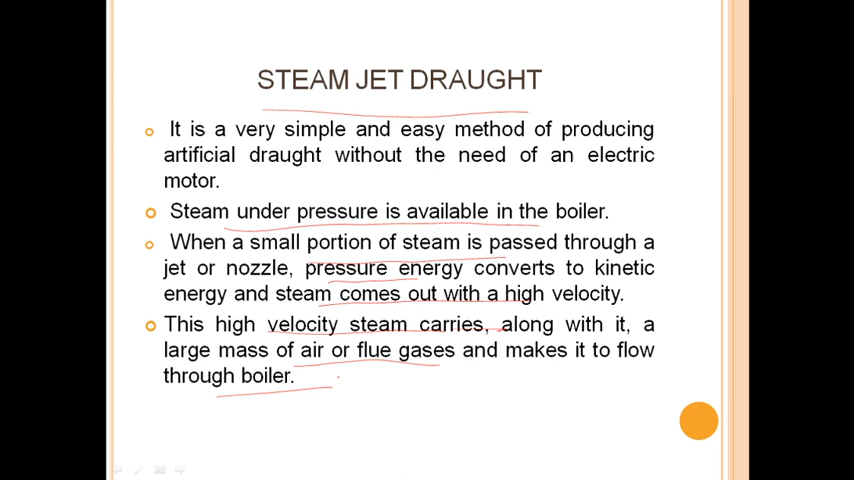 STEAM JET DRAUGHT
It is a very simple and easy method of producing
artificial draught without the need of an electric
motor.
Steam under pressure is available in the boiler.
When a small portion of steam is passed through a
jet or nozzle, pressure energy converts to kinetic
energy and steam comes out with a high velocity.
This high velocity steam carries, along with it, a
large mass of air or flue gases and makes it to flow
through boiler.